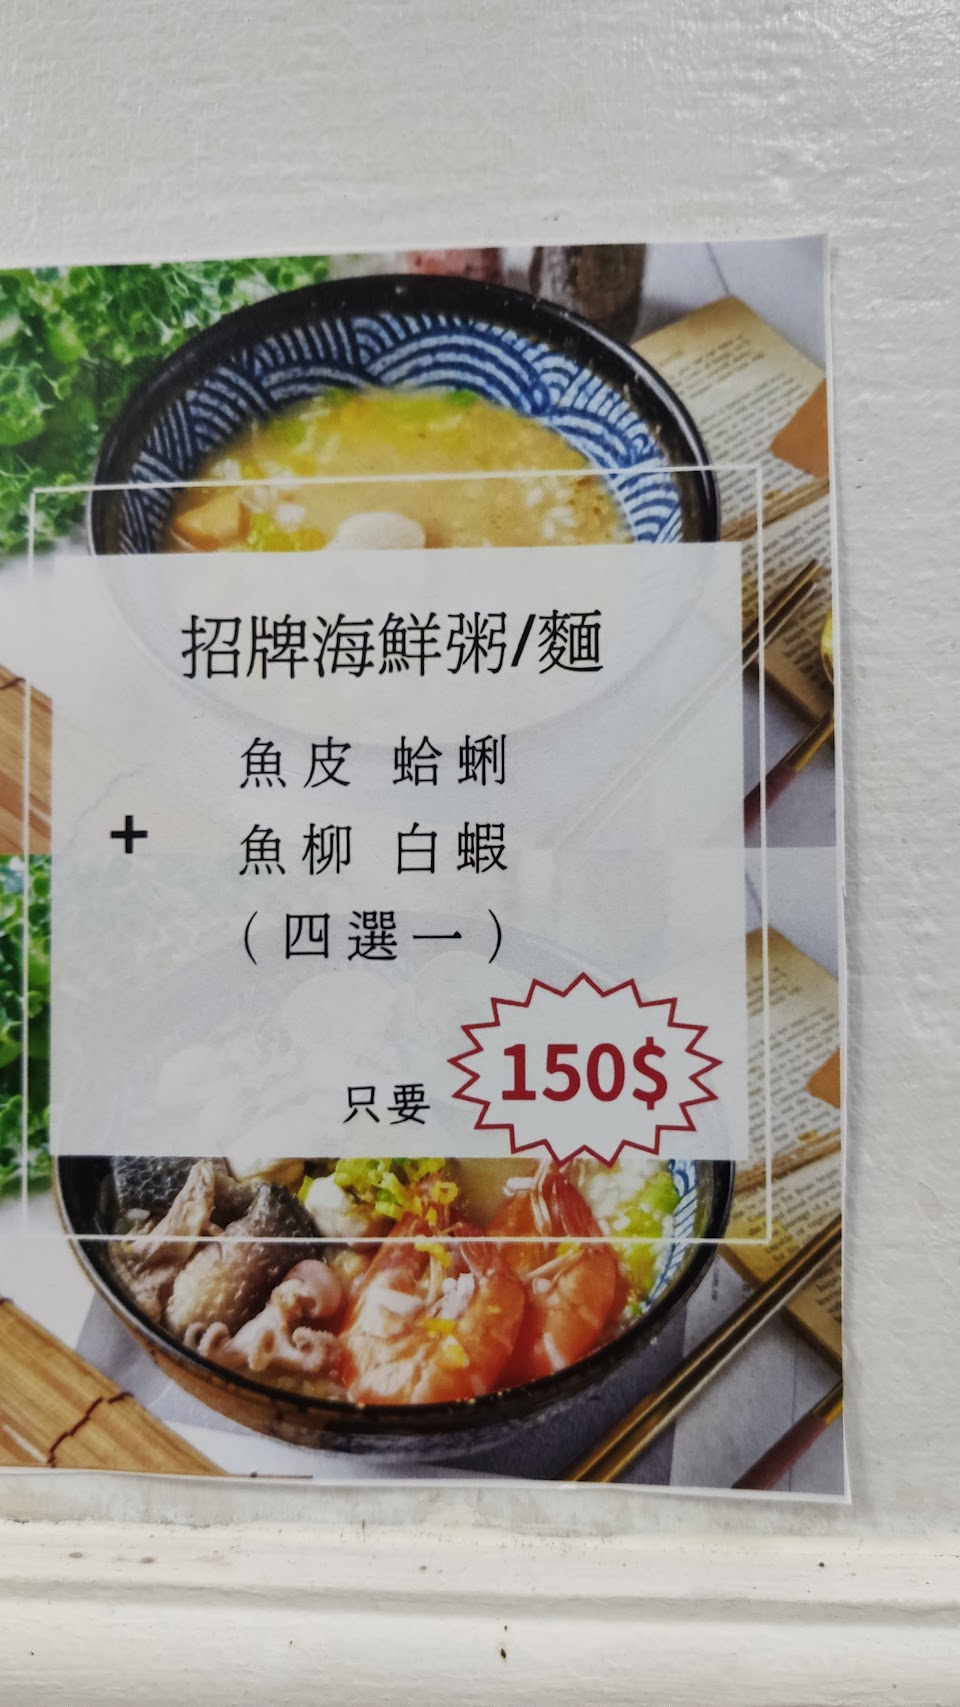 招牌海鮮粥/麵
魚皮 蛤蜊
+
魚柳 白蝦
(四選一)
只要
150$